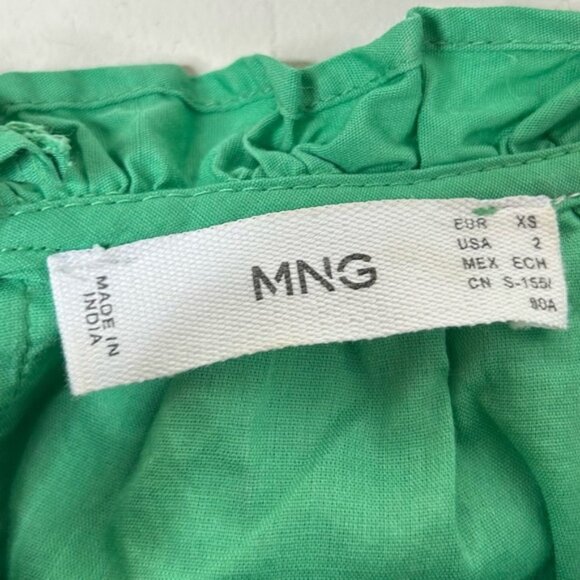 MADE IN
INDIA
MNG
EUR XS
USA 2
MEX ECH
CN S-155/
80A